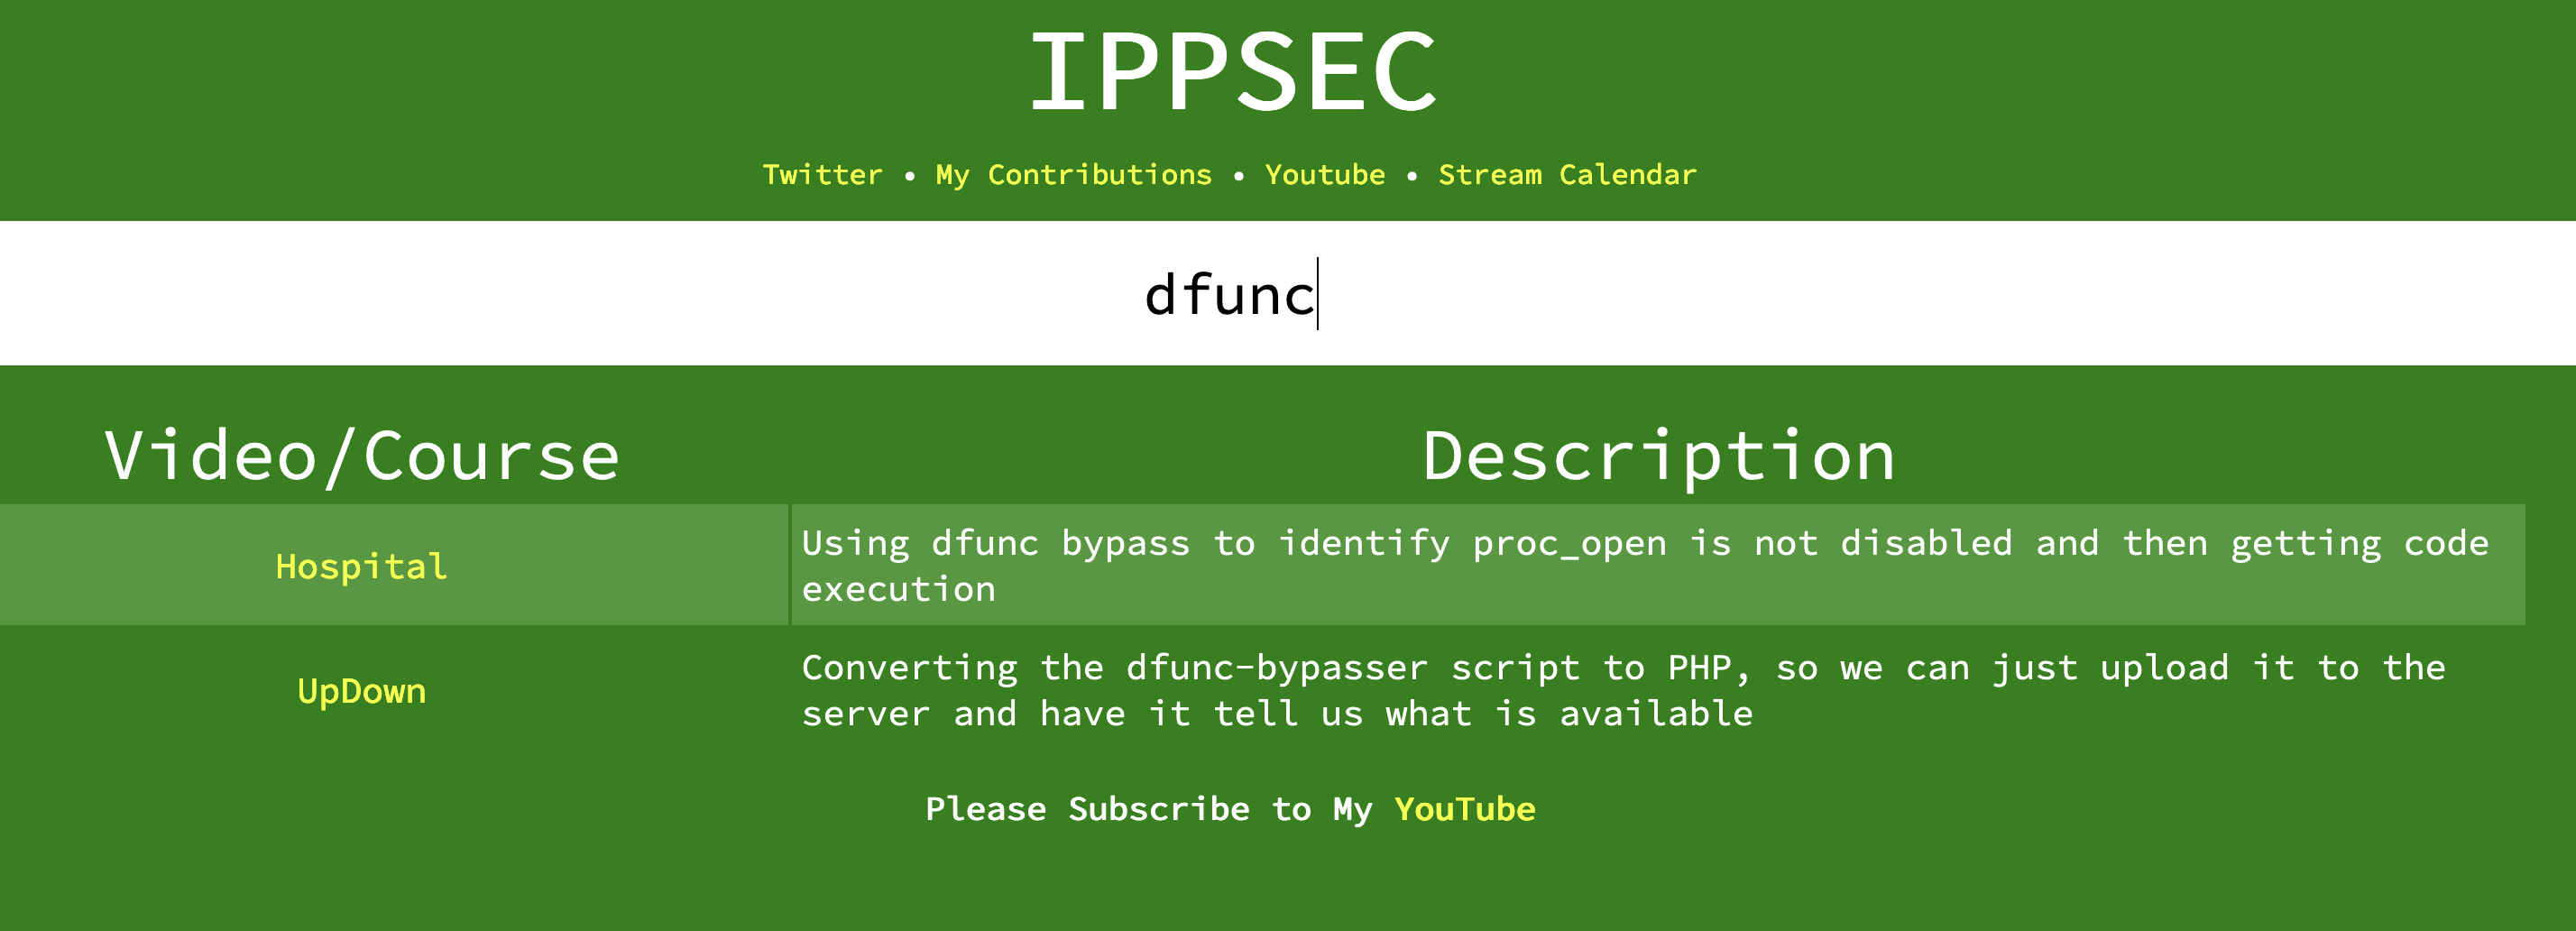 IPPSEC
Twitter • My Contributions • Youtube • Stream Calendar
dfunc
Video/Course Description
Hospital
Using dfunc bypass to identify proc_open is not disabled and then getting code
execution
UpDown
Converting the dfunc-bypasser script to PHP, so we can just upload it to the
server and have it tell us what is available
Please Subscribe to My YouTube